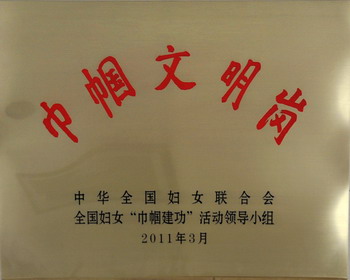 巾帼文明岗
中华全国妇女联合会
全国妇女“巾帼建功”活动领导小组
2011年3月